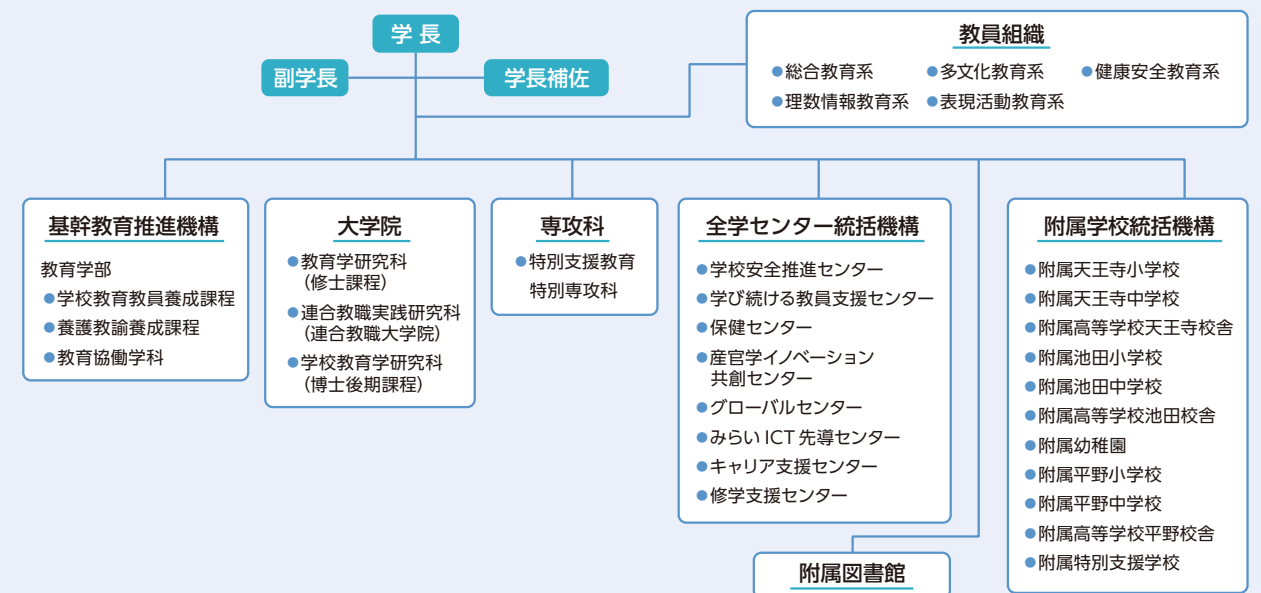 学長
副学長
学長補佐
教員組織
●総合教育系 ●多文化教育系 ●健康安全教育系
●理数情報教育系 ●表現活動教育系
基幹教育推進機構
教育学部
●学校教育教員養成課程
●養護教諭養成課程
●教育協働学科
大学院
●教育学研究科
(修士課程)
●連合教職実践研究科
(連合教職大学院)
●学校教育学研究科
(博士後期課程)
専攻科
●特別支援教育
特別専攻科
全学センター統括機構
●学校安全推進センター
●学び続ける教員支援センター
●保健センター
●産官学イノベーション
共創センター
●グローバルセンター
●みらいICT先導センター
●キャリア支援センター
●修学支援センター
附属図書館
附属学校統括機構
●附属天王寺小学校
●附属天王寺中学校
●附属高等学校天王寺校舎
●附属池田小学校
●附属池田中学校
●附属高等学校池田校舎
●附属幼稚園
●附属平野小学校
●附属平野中学校
●附属高等学校平野校舎
●附属特別支援学校